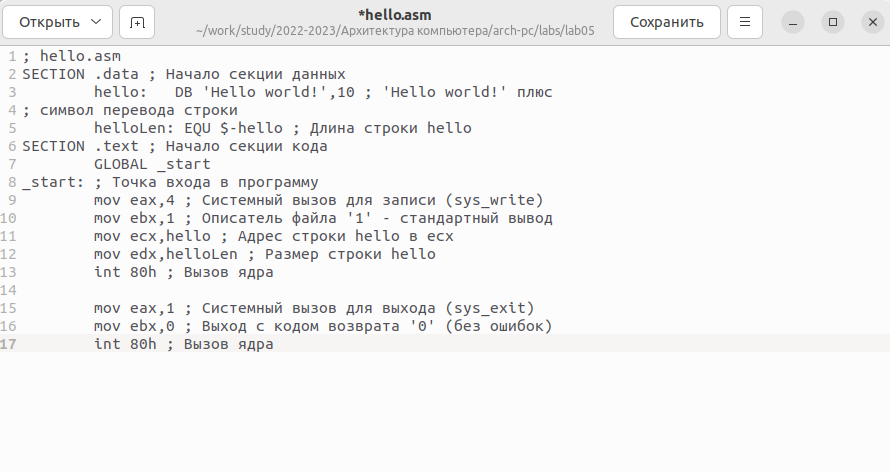 Открыть
*hello.asm
~/work/study/2022-2023/Архитектура компьютера/arch-pc/labs/lab05
Сохранить
1 ; hello.asm
2 SECTION .data ; Начало секции данных
3         hello:   DB 'Hello world!',10 ; 'Hello world!' плюс
4 ; символ перевода строки
5         helloLen: EQU $-hello ; Длина строки hello
6 SECTION .text ; Начало секции кода
7         GLOBAL _start
8 _start: ; Точка входа в программу
9         mov eax,4 ; Системный вызов для записи (sys_write)
10         mov ebx,1 ; Описатель файла '1' - стандартный вывод
11         mov ecx,hello ; Адрес строки hello в ecx
12         mov edx,helloLen ; Размер строки hello
13         int 80h ; Вызов ядра
14
15         mov eax,1 ; Системный вызов для выхода (sys_exit)
16         mov ebx,0 ; Выход с кодом возврата '0' (без ошибок)
17         int 80h ; Вызов ядра